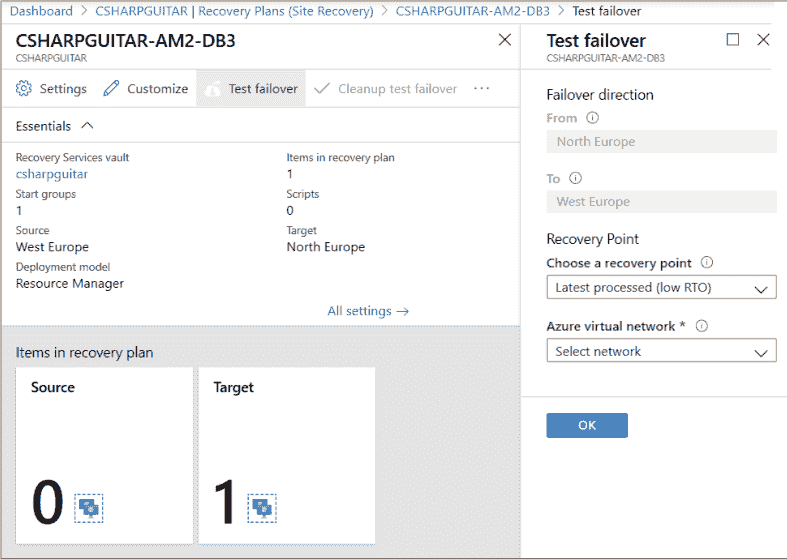 Dashboard > CSHARPGUITAR | Recovery Plans (Site Recovery) > CSHARPGUITAR-AM2-DB3 > Test failover
CSHARPGUITAR-AM2-DB3
CSHARPGUITAR
Settings Customize Test failover Cleanup test failover ...
Essentials
Recovery Services vault Items in recovery plan
csharpguitar 1
Start groups Scripts
1 0
Source Target
West Europe North Europe
Deployment model
Resource Manager
All settings →
Items in recovery plan
Source Target
0 1
Test failover
CSHARPGUITAR-AM2-DB3
Failover direction
From
North Europe
To
West Europe
Recovery Point
Choose a recovery point
Latest processed (low RTO)
Azure virtual network *
Select network
OK